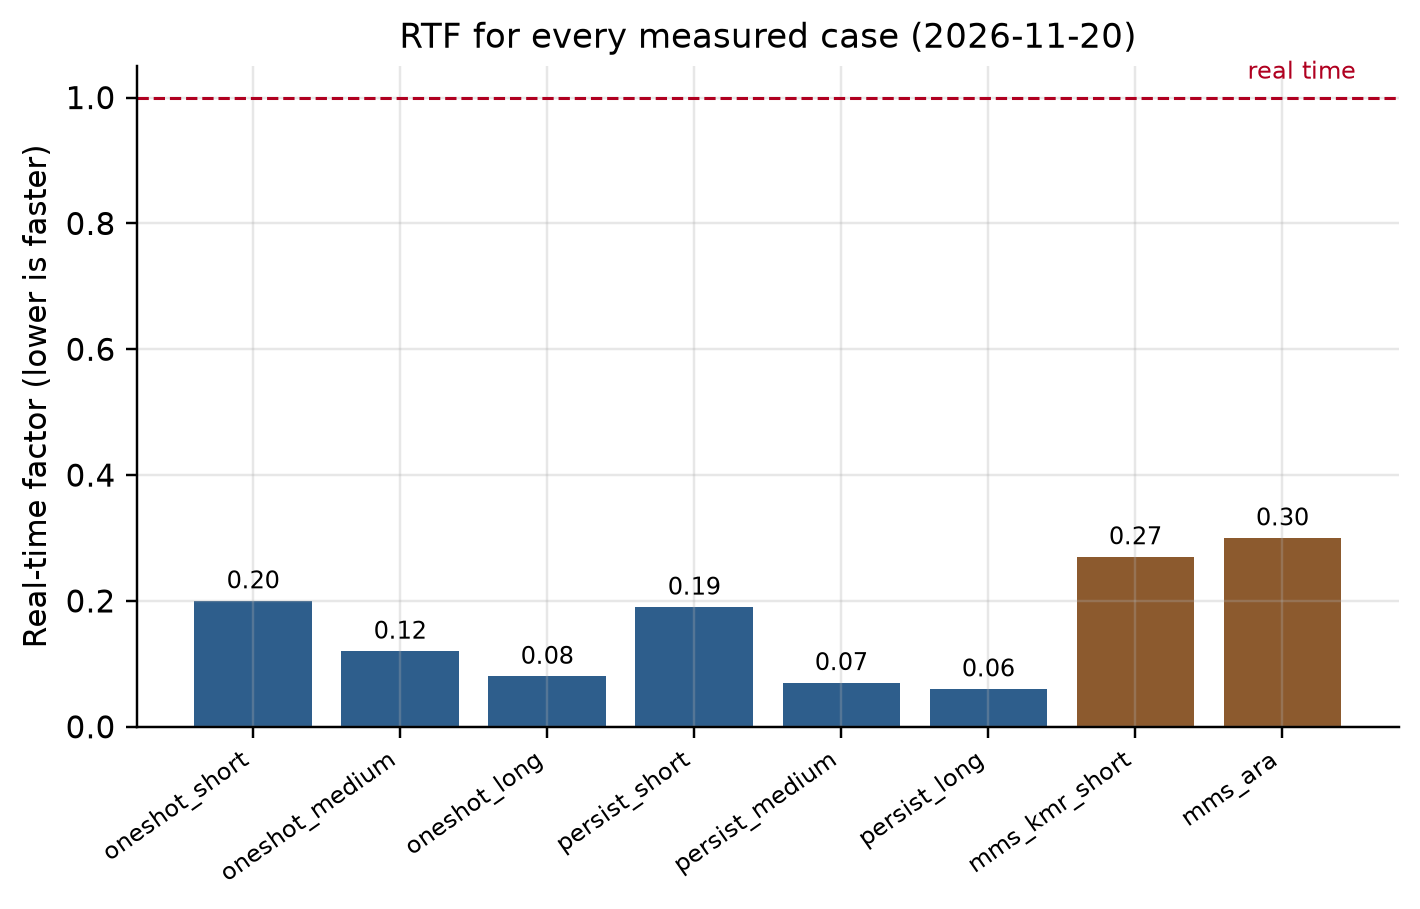 RTF for every measured case (2026-11-20)
real time
Real-time factor (lower is faster)
1.0
0.8
0.6
0.4
0.2
0.0
0.20
0.12
0.08
0.19
0.07
0.06
0.27
0.30
oneshot_short
oneshot_medium
oneshot_long
persist_short
persist_medium
persist_long
mms_kmr_short
mms_ara